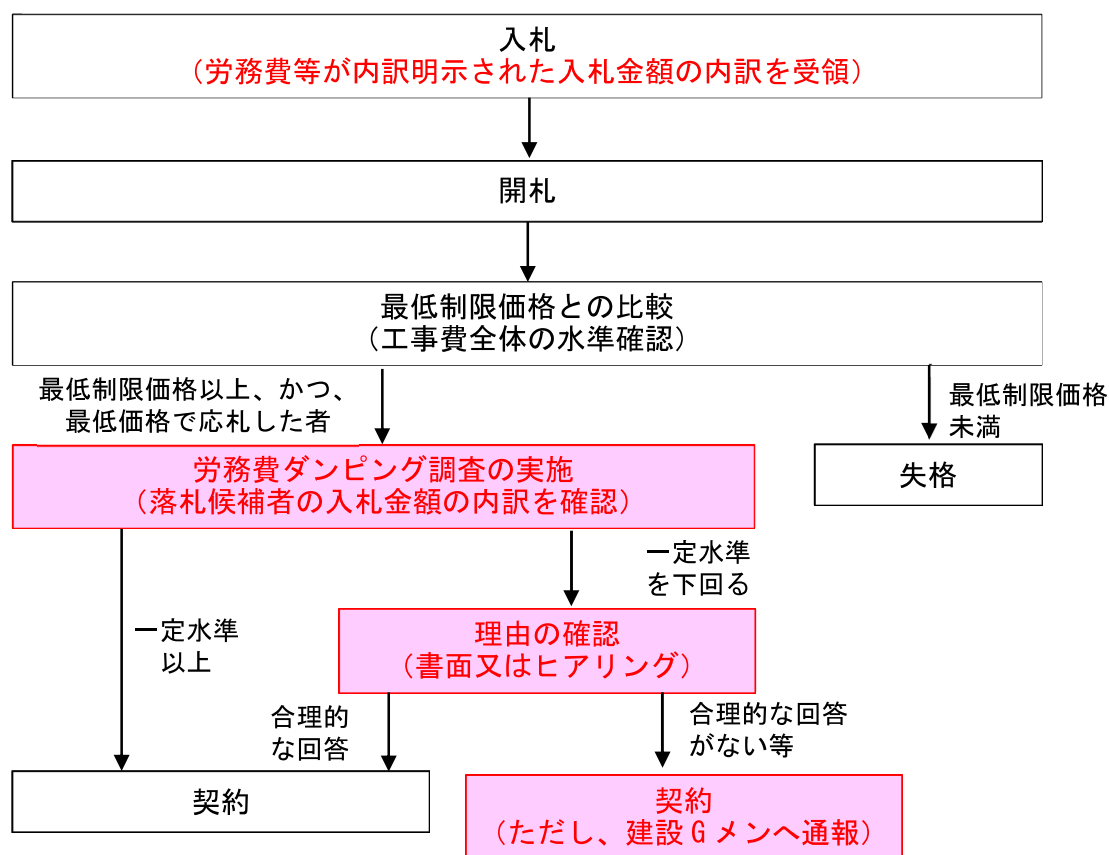 入札
（労務費等が内訳明示された入札金額の内訳を受領）
開札
最低制限価格との比較
（工事費全体の水準確認）
最低制限価格以上、かつ、
最低価格で応札した者
最低制限価格
未満
労務費ダンピング調査の実施
（落札候補者の入札金額の内訳を確認）
失格
一定水準
を下回る
一定水準
以上
理由の確認
（書面又はヒアリング）
合理的
な回答
合理的な回答
がない等
契約
契約
（ただし、建設Gメンへ通報）